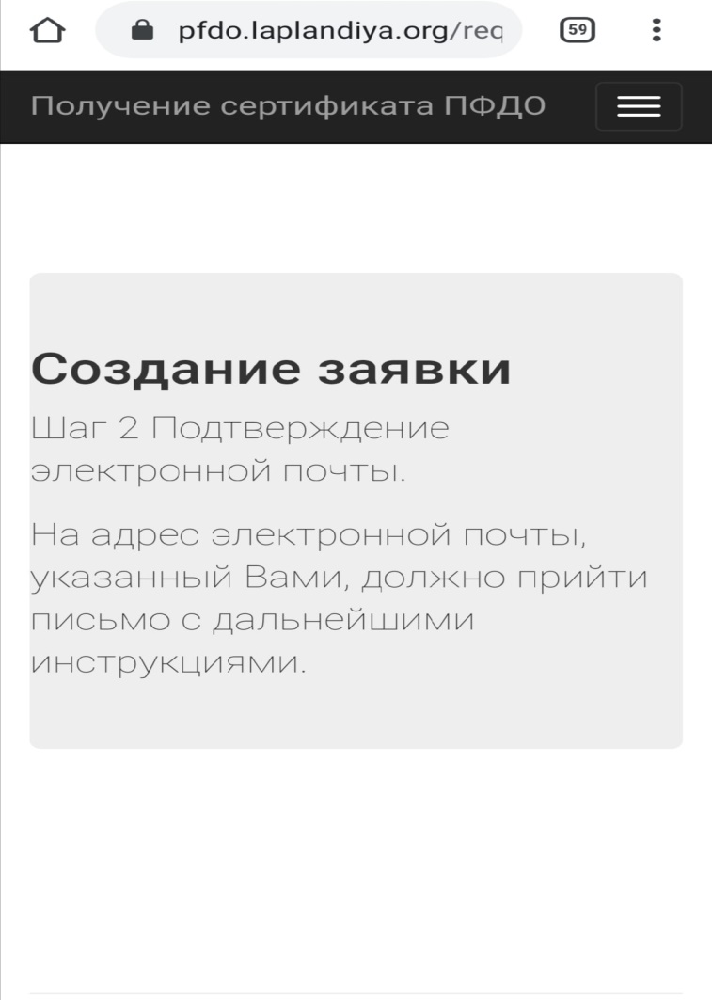 pfdo.laplandiya.org/req
59
Получение сертификата ПФДО
Создание заявки
Шаг 2 Подтверждение
электронной почты.
На адрес электронной почты,
указанный Вами, должно прийти
письмо с дальнейшими
инструкциями.